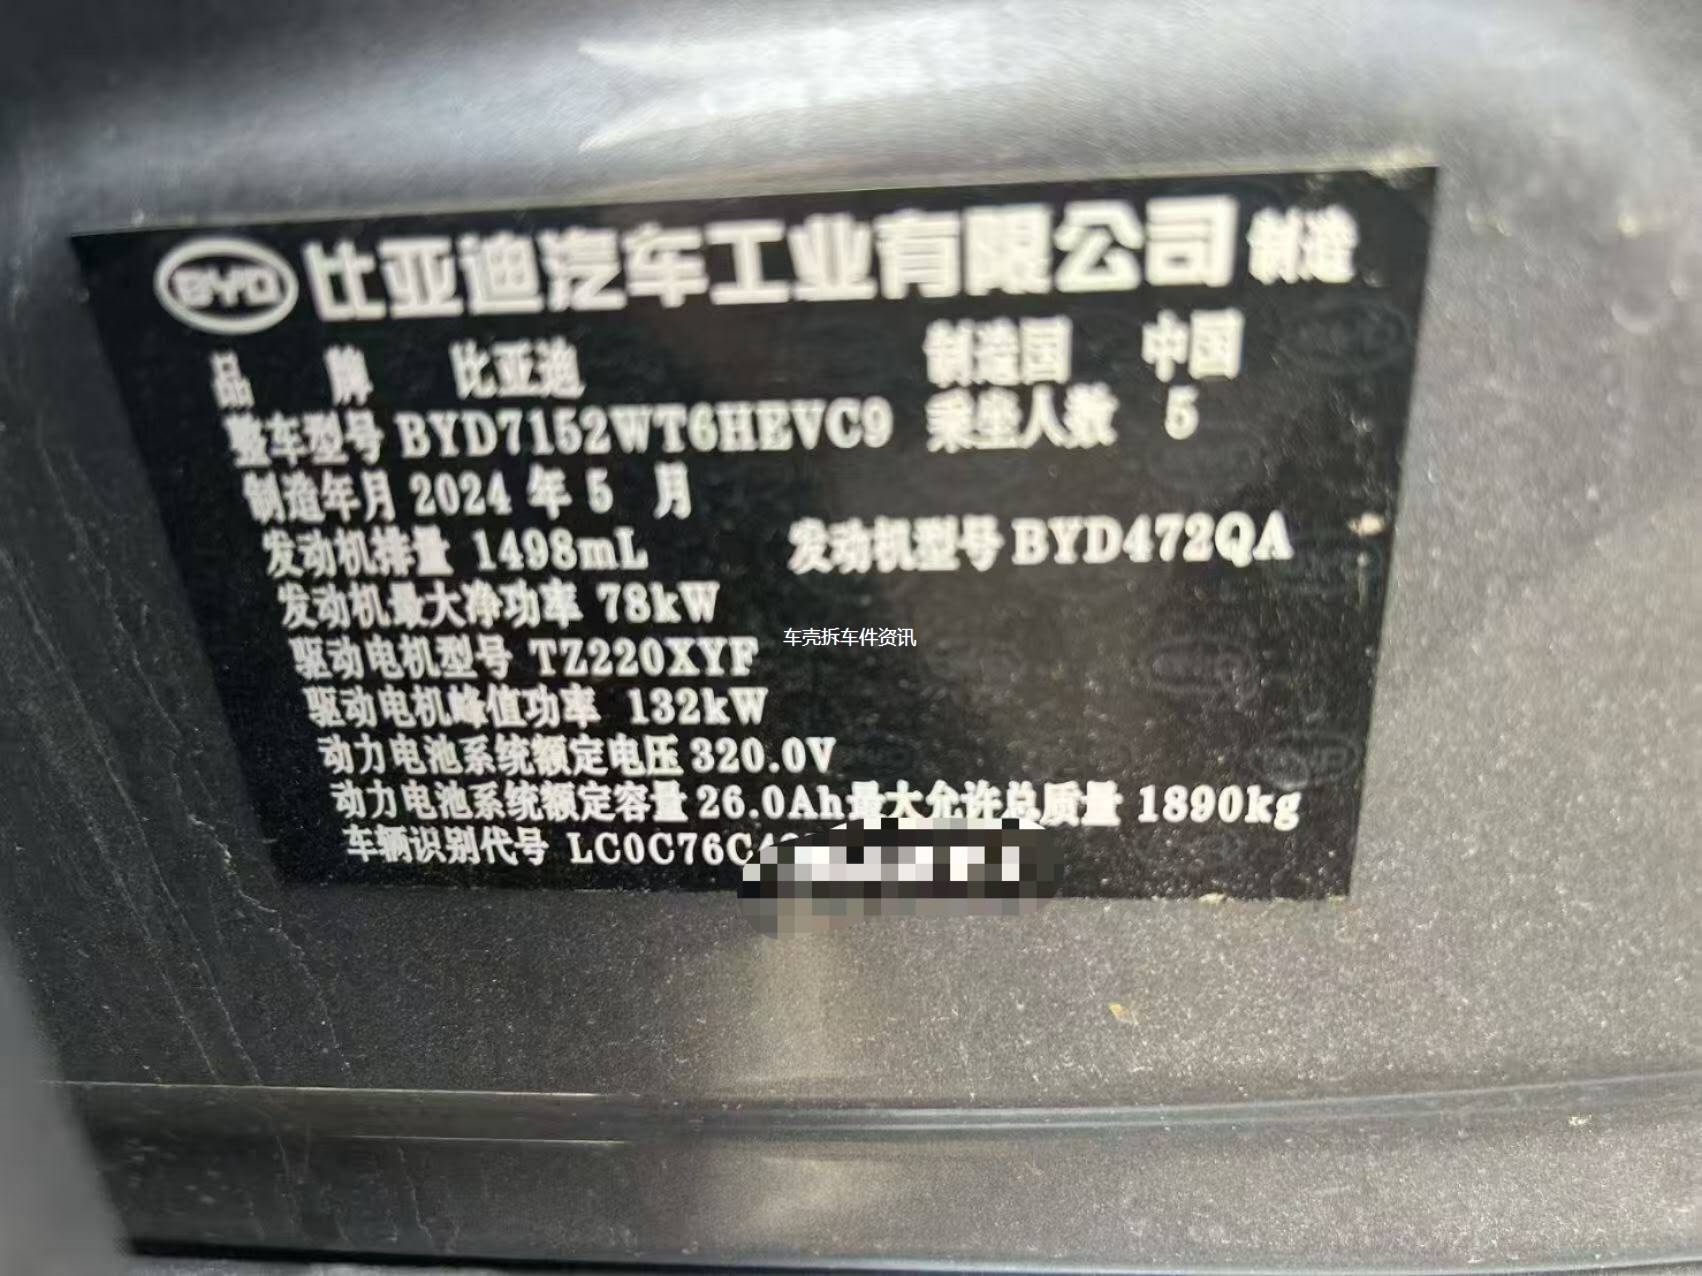 BYD 比亚迪汽车工业有限公司 制造
品 牌 比亚迪 制造国 中国
整车型号 BYD7152WT6HEVC9 乘坐人数 5
制造年月 2024 年 5 月
发动机排量 1498mL 发动机型号 BYD472QA
发动机最大净功率 78kW
车壳拆车件资讯
驱动电机型号 TZ220XYF
驱动电机峰值功率 132kW
动力电池系统额定电压 320.0V
动力电池系统额定容量 26.0Ah 最大允许总质量 1890kg
车辆识别代号 LC0C76C4